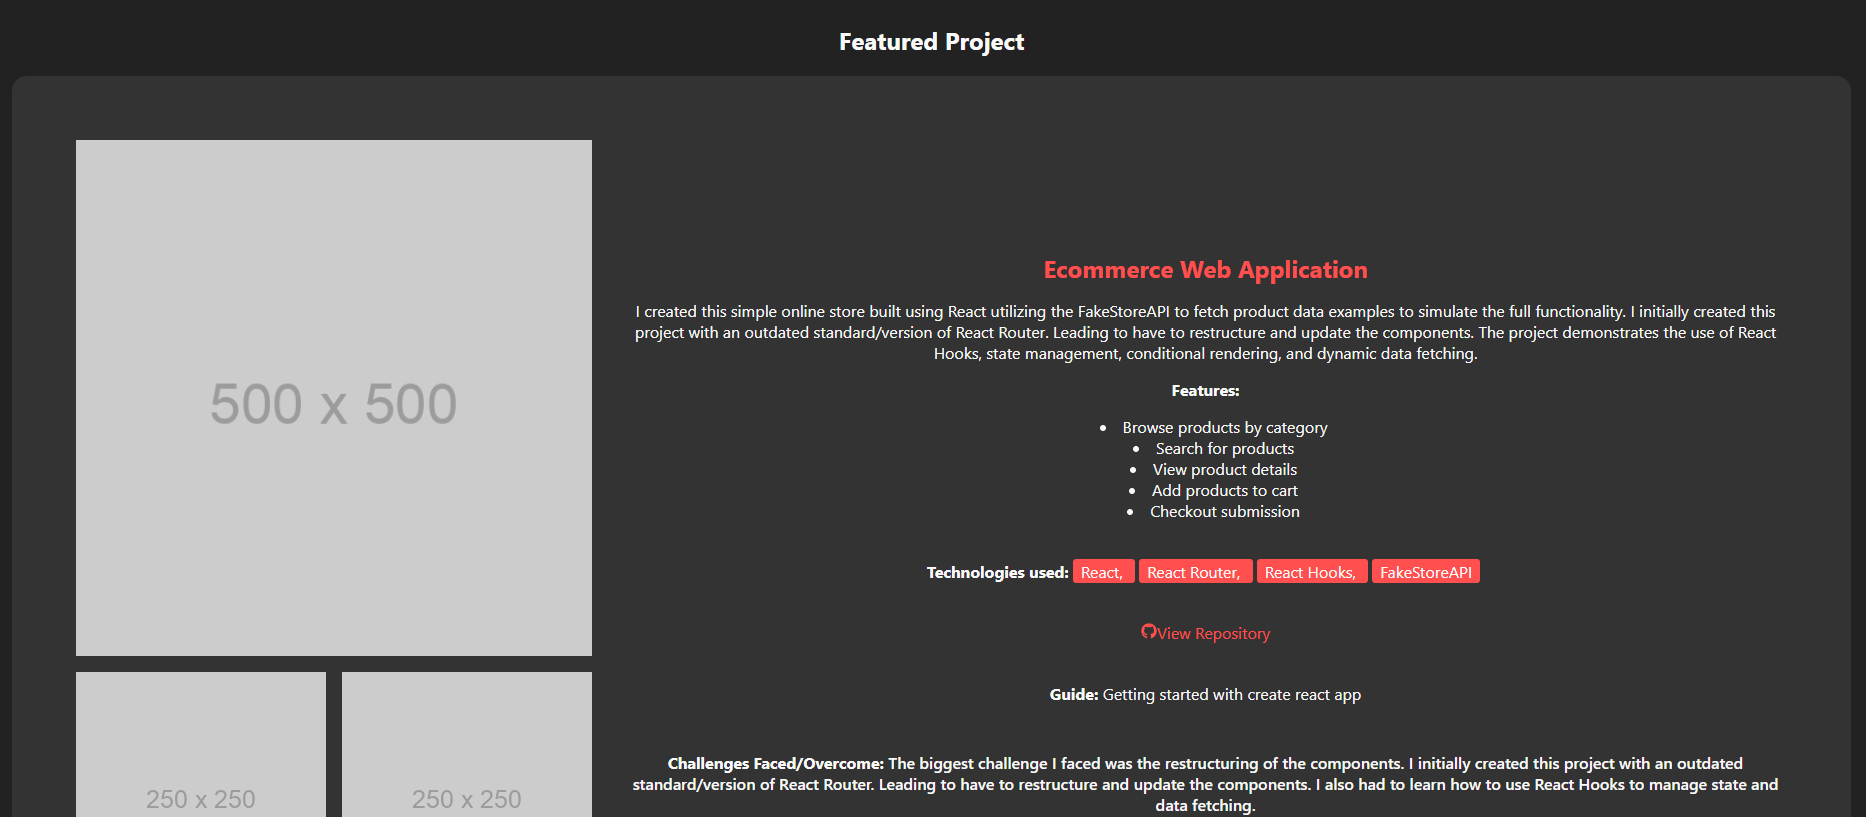 Featured Project
500 x 500
250 x 250
250 x 250
Ecommerce Web Application
I created this simple online store built using React utilizing the FakeStoreAPI to fetch product data examples to simulate the full functionality. I initially created this
project with an outdated standard/version of React Router. Leading to have to restructure and update the components. The project demonstrates the use of React
Hooks, state management, conditional rendering, and dynamic data fetching.
Features:
• Browse products by category
• Search for products
• View product details
• Add products to cart
• Checkout submission
Technologies used: React, React Router, React Hooks, FakeStoreAPI
View Repository
Guide: Getting started with create react app
Challenges Faced/Overcome: The biggest challenge I faced was the restructuring of the components. I initially created this project with an outdated
standard/version of React Router. Leading to have to restructure and update the components. I also had to learn how to use React Hooks to manage state and
data fetching.